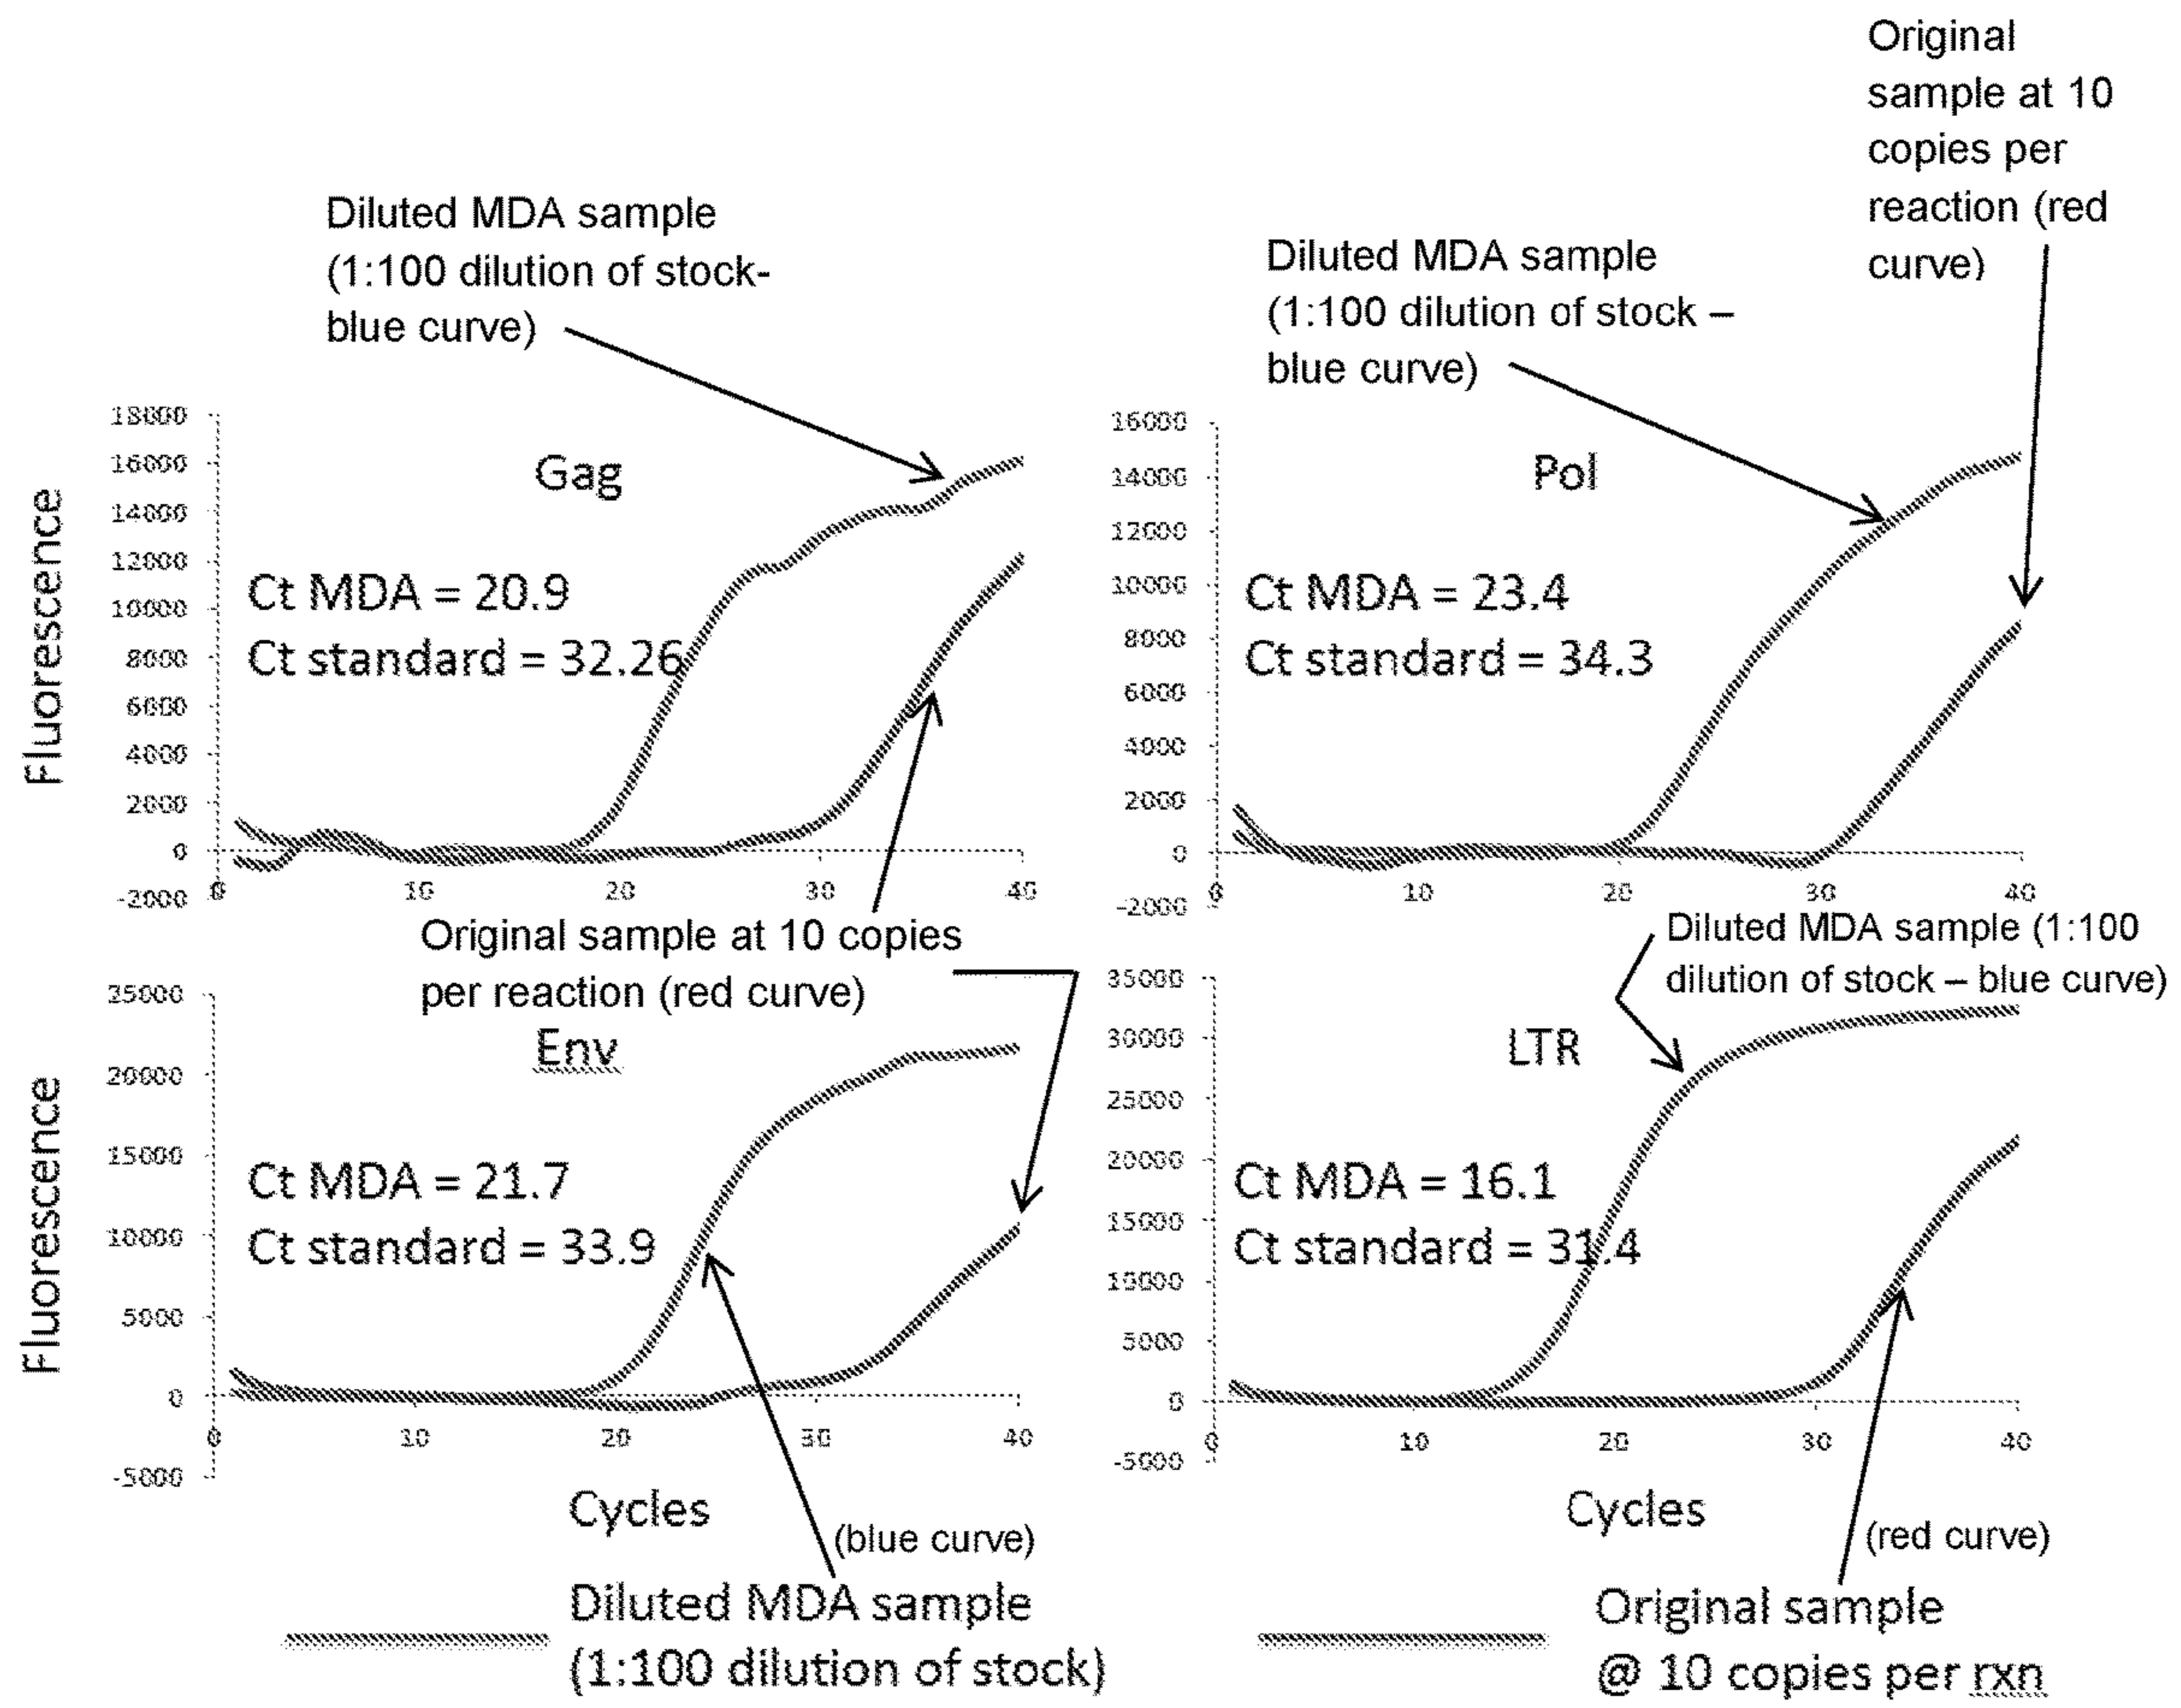 Original
sample at 10
copies per
reaction (red
curve)
Diluted MDA sample
(1:100 dilution of stock-
blue curve)
Diluted MDA sample
(1:100 dilution of stock –
blue curve)
Fluorescence
18000
16000
14000
12000
10000
8000
6000
4000
2000
0
-2000
Gag
Ct MDA = 20.9
Ct standard = 32.26
0 10 20 30 40
16000
14000
12000
10000
8000
6000
4000
2000
0
-2000
Pol
Ct MDA = 23.4
Ct standard = 34.3
0 10 20 30 40
Original sample at 10 copies
per reaction (red curve)
Diluted MDA sample (1:100
dilution of stock – blue curve)
Fluorescence
25000
20000
15000
10000
5000
0
-5000
Env
Ct MDA = 21.7
Ct standard = 33.9
0 10 20 30 40
Cycles
35000
30000
25000
20000
15000
10000
5000
0
-5000
LTR
Ct MDA = 16.1
Ct standard = 31.4
0 10 20 30 40
Cycles
(blue curve)
Diluted MDA sample
(1:100 dilution of stock)
(red curve)
Original sample
@ 10 copies per rxn